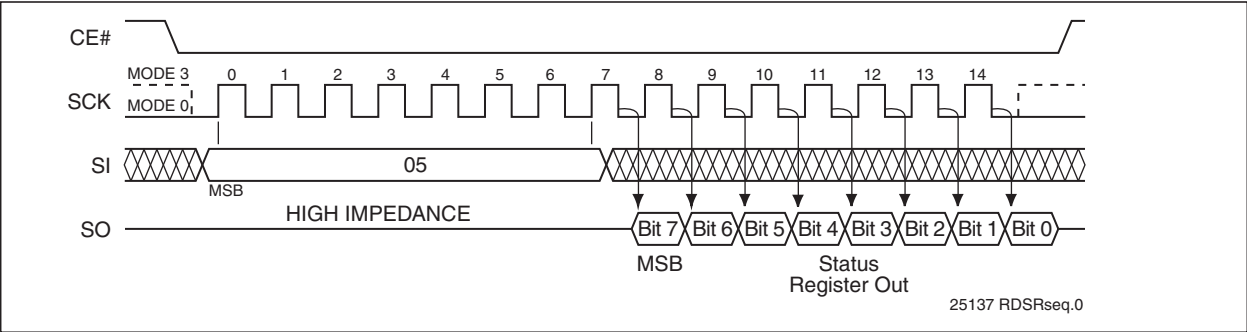 CE#
MODE 3
0 1 2 3 4 5 6 7 8 9 10 11 12 13 14
SCK
MODE 0
SI
05
MSB
HIGH IMPEDANCE
SO
Bit 7 Bit 6 Bit 5 Bit 4 Bit 3 Bit 2 Bit 1 Bit 0
MSB
Status
Register Out
25137 RDSRseq.0